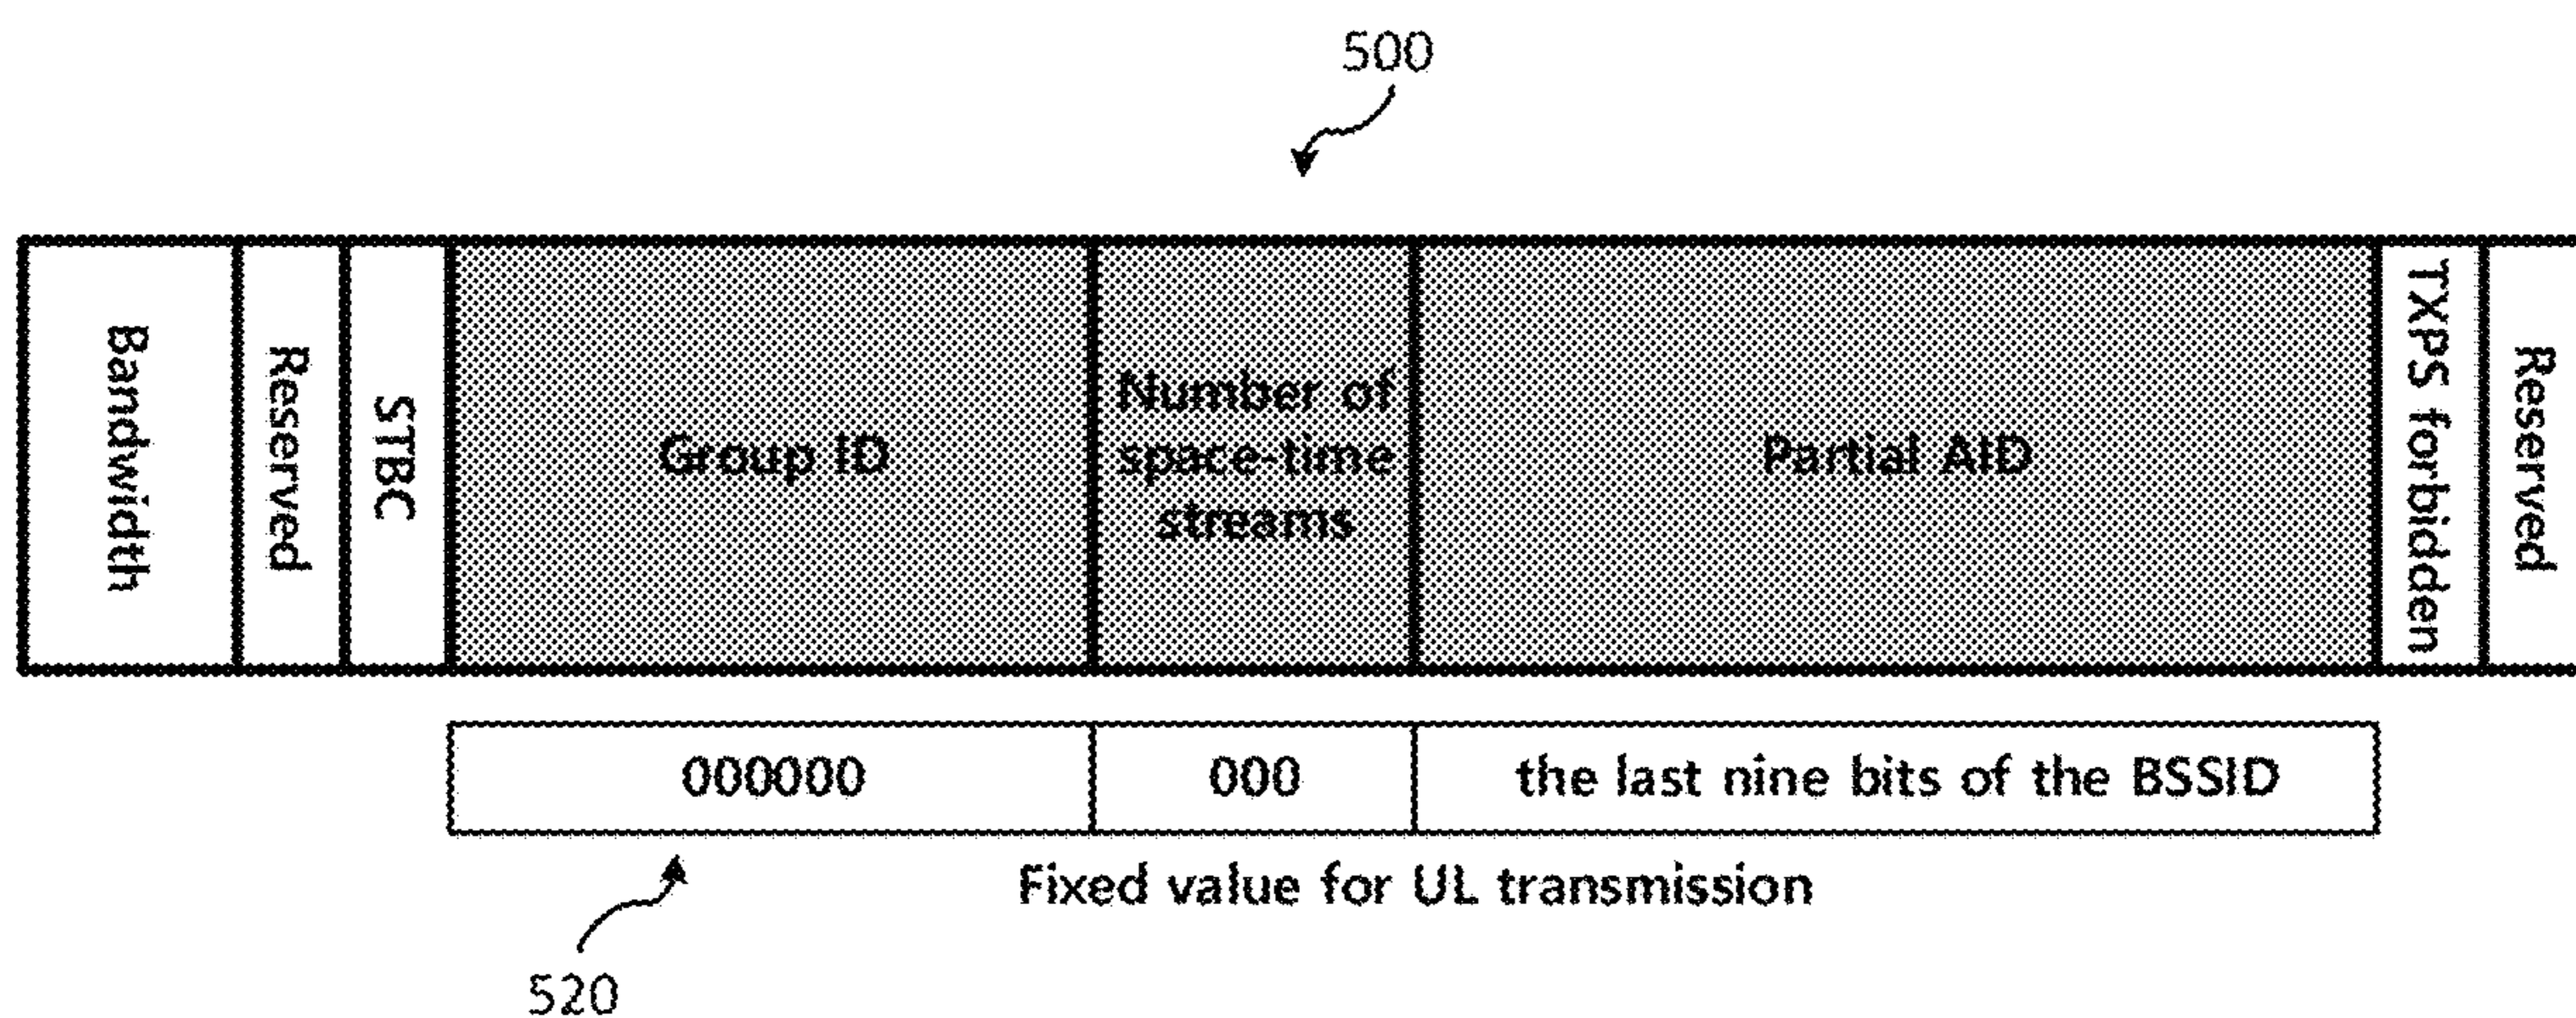 500
Bandwidth
Reserved
STBC
Group ID
Number of
space-time
streams
Partial AID
TXPS forbidden
Reserved
000000
000
the last nine bits of the BSSID
Fixed value for UL transmission
520